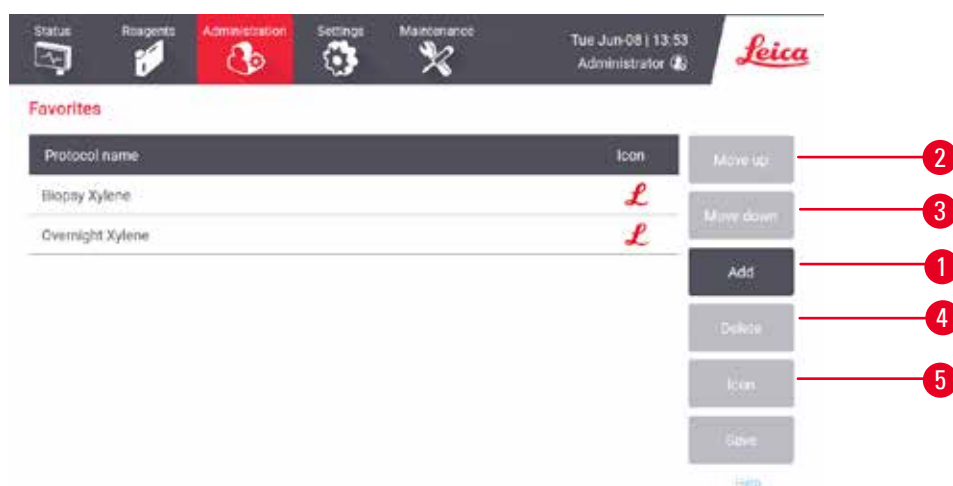 Status Reagents Administration Settings Maintenance
Tue Jun-08 | 13:53
Administrator
Leica
Favorites
Protocol name Icon
Biopsy Xylene L
Overnight Xylene L
Move up 2
Move down 3
Add 1
Delete 4
Icon 5
Save
Help